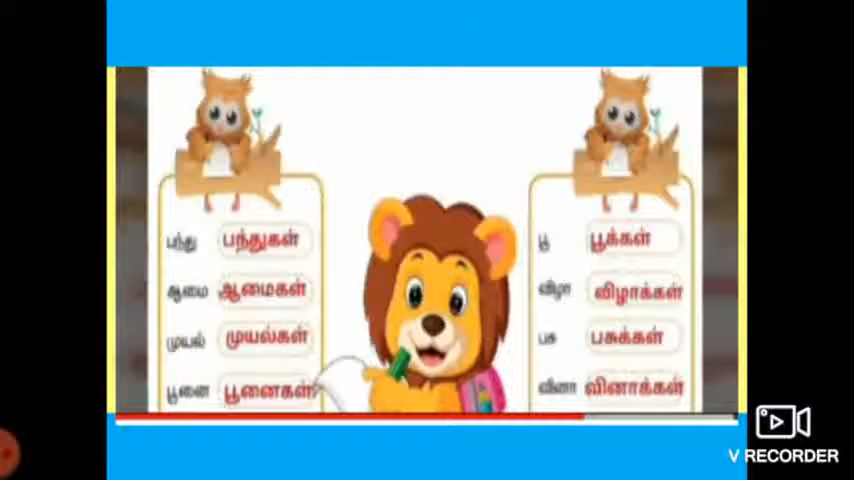 பந்து பந்துகள்
ஆமை ஆமைகள்
முயல் முயல்கள்
பூனை பூனைகள்
பூ பூக்கள்
விழா விழாக்கள்
பசு பசுக்கள்
வினா வினாக்கள்
V RECORDER